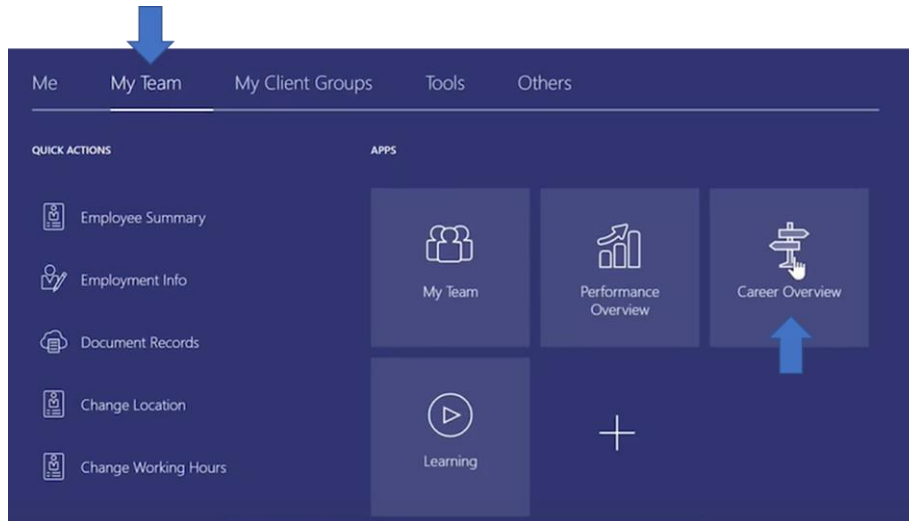 Me My Team My Client Groups Tools Others
QUICK ACTIONS
Employee Summary
Employment Info
Document Records
Change Location
Change Working Hours
APPS
My Team
Performance
Overview
Career Overview
Learning